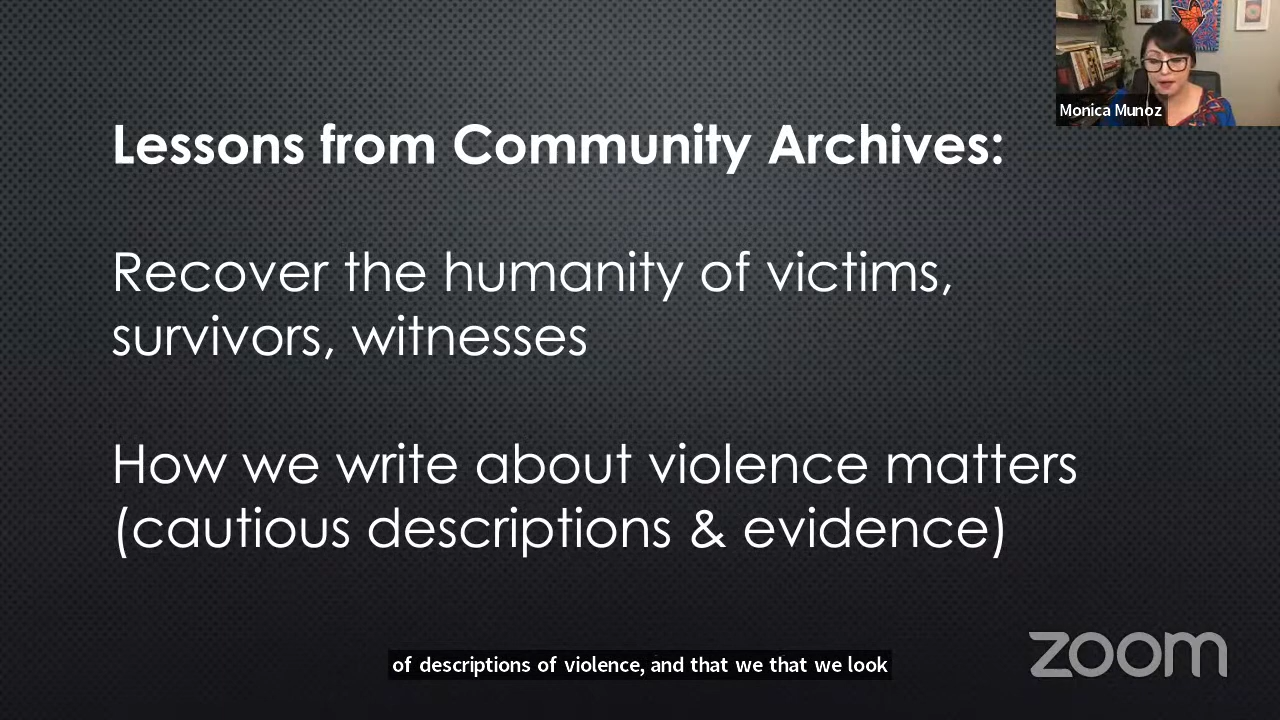 Monica Munoz
Lessons from Community Archives:
Recover the humanity of victims,
survivors, witnesses
How we write about violence matters
(cautious descriptions & evidence)
of descriptions of violence, and that we that we look
zoom